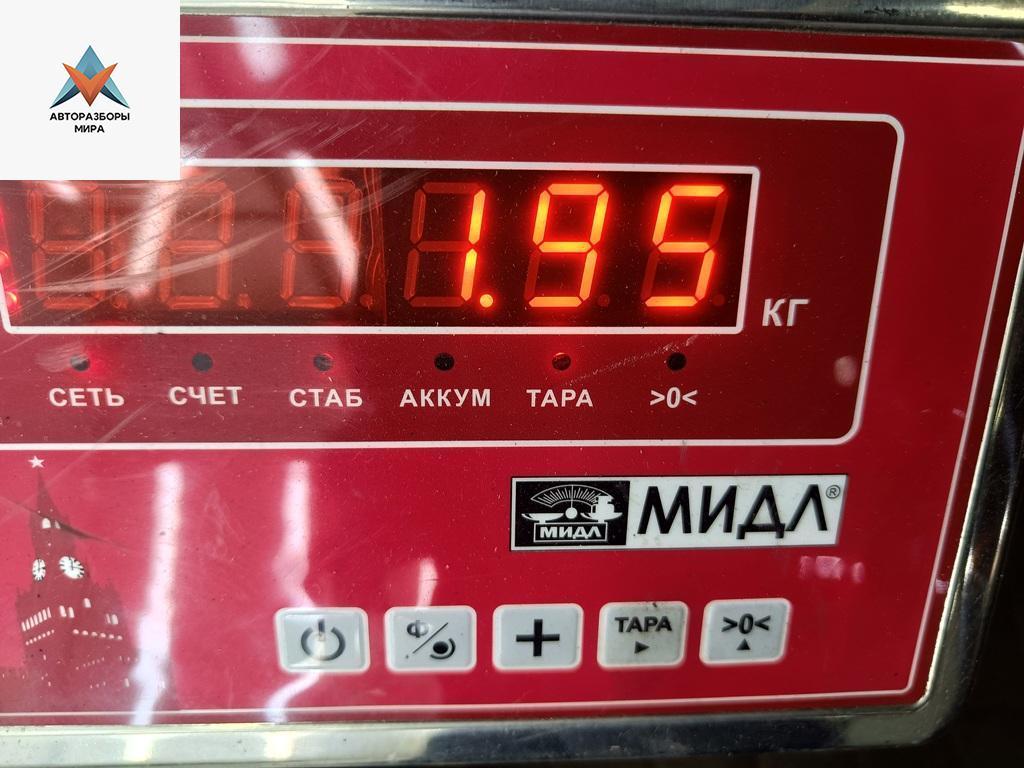 АВТОРАЗБОРЫ
МИРА
1.95
КГ
СЕТЬ СЧЕТ СТАБ АККУМ ТАРА >0<
МИДЛ МИДЛ®
Ф ТАРА >0<